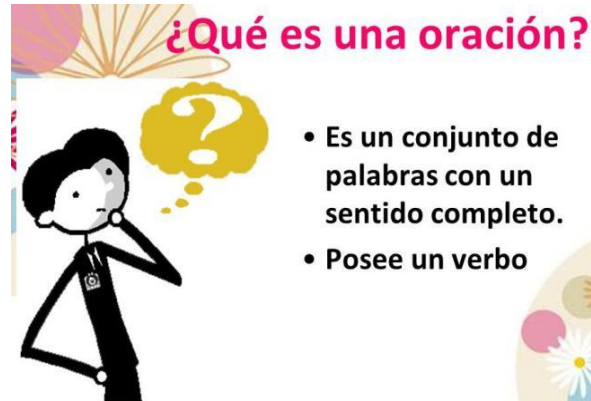 ¿Qué es una oración?
• Es un conjunto de
palabras con un
sentido completo.
• Posee un verbo
?